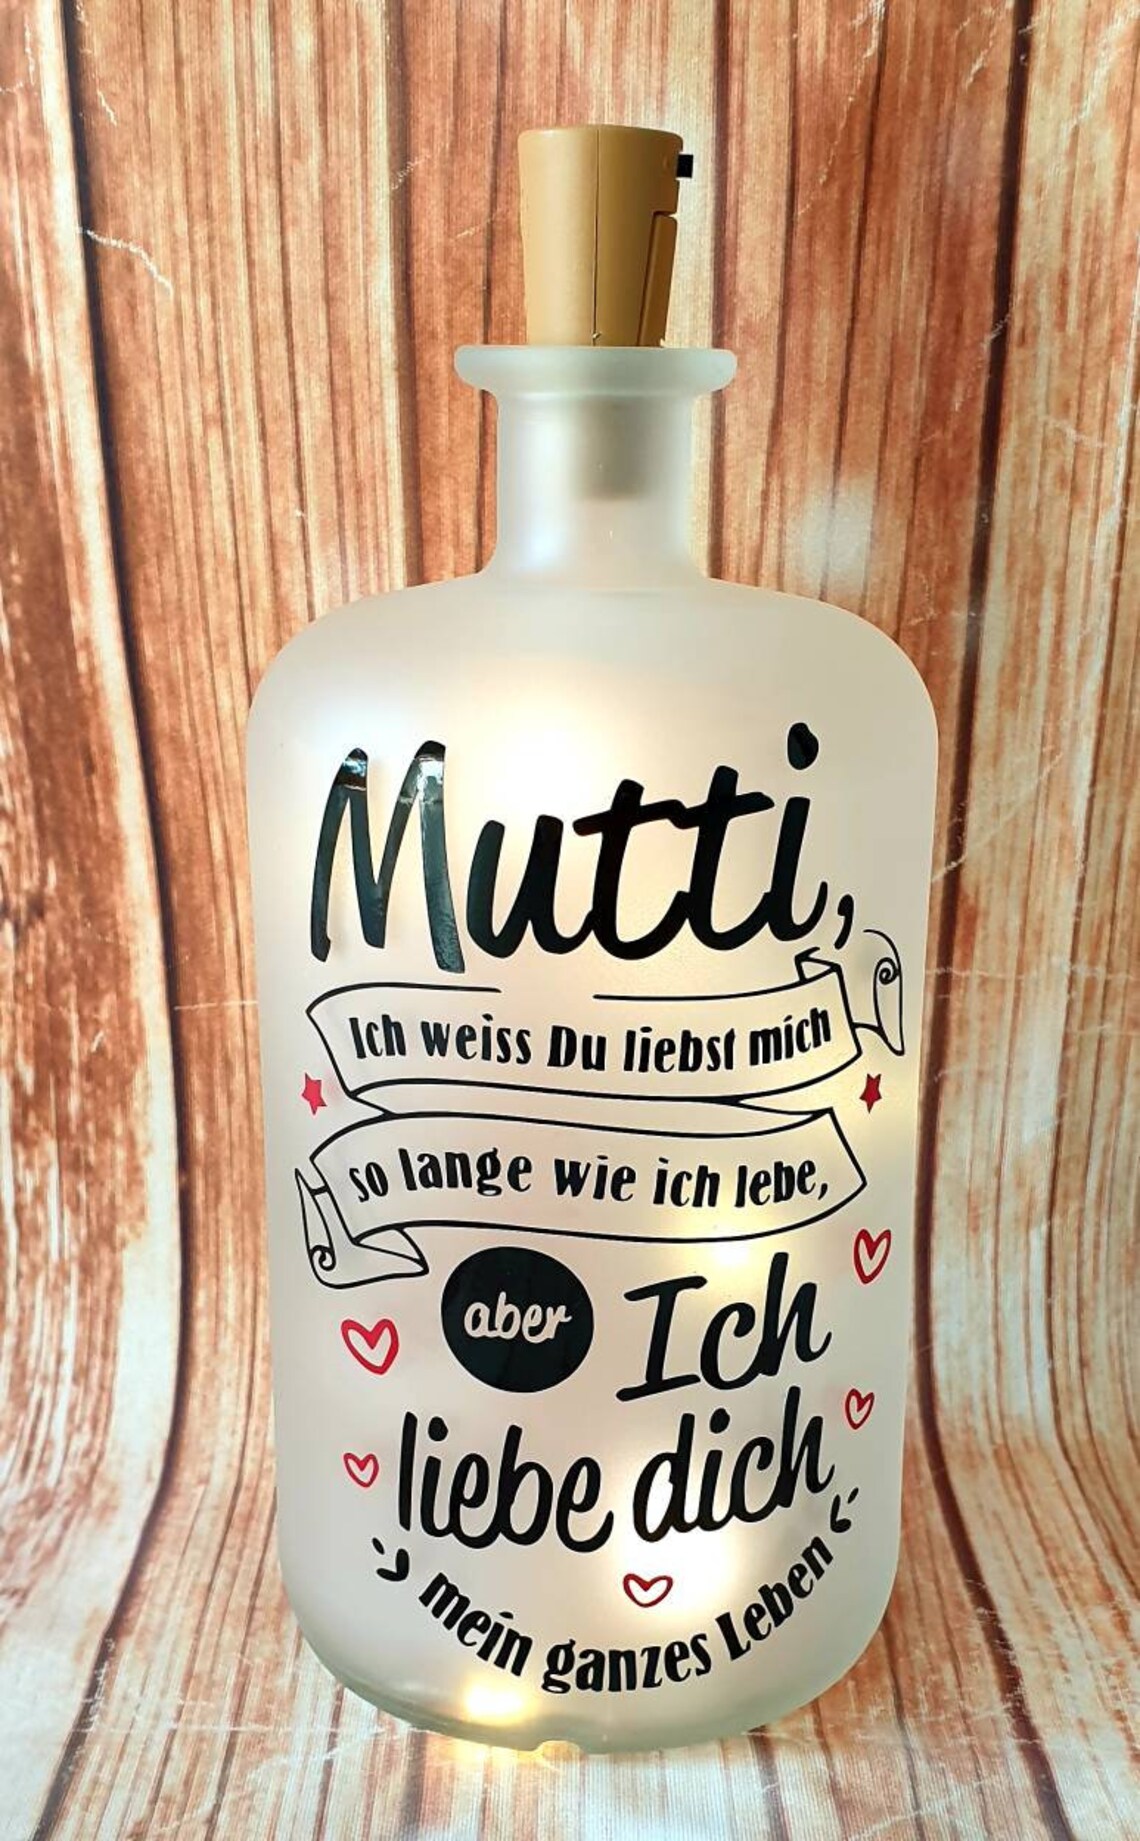 Mutti,
Ich weiss Du liebst mich
so lange wie ich lebe,
aber Ich
liebe dich
mein ganzes Leben